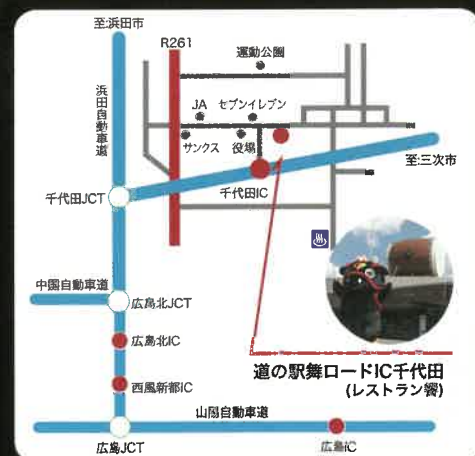 至:浜田市
R261
運動公園
浜田自動車道
JA
セブンイレブン
サンクス
役場
至:三次市
千代田IC
千代田JCT
中国自動車道
広島北JCT
広島北IC
道の駅舞ロードIC千代田
(レストラン響)
西風新都IC
山陽自動車道
広島JCT
広島IC